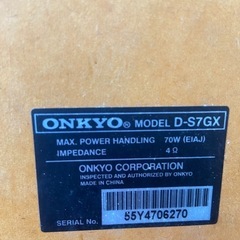 ONKYO® MODEL D-S7GX
MAX. POWER HANDLING 70W (EIAJ)
IMPEDANCE 4 Ω
ONKYO CORPORATION
INSPECTED AND AUTHORIZED BY ONKYO
MADE IN CHINA
SERIAL No. 55Y4706270